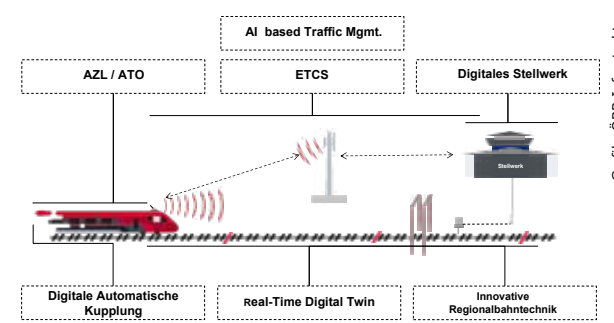 AI based Traffic Mgmt.
AZL / ATO
ETCS
Digitales Stellwerk
Stellwerk
Digitale Automatische
Kupplung
Real-Time Digital Twin
Innovative
Regionalbahntechnik